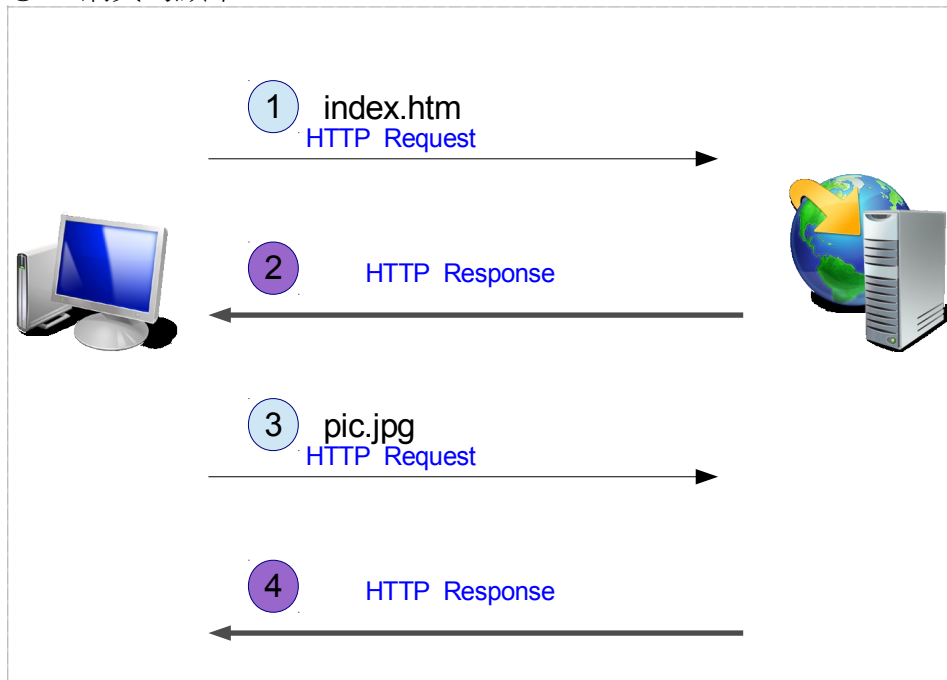 1 index.htm
HTTP Request
2 HTTP Response
3 pic.jpg
HTTP Request
4 HTTP Response